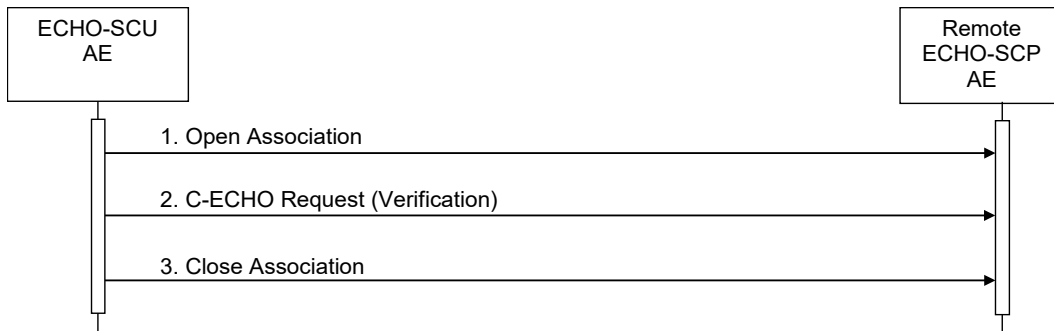 ECHO-SCU
AE
Remote
ECHO-SCP
AE
1. Open Association
2. C-ECHO Request (Verification)
3. Close Association